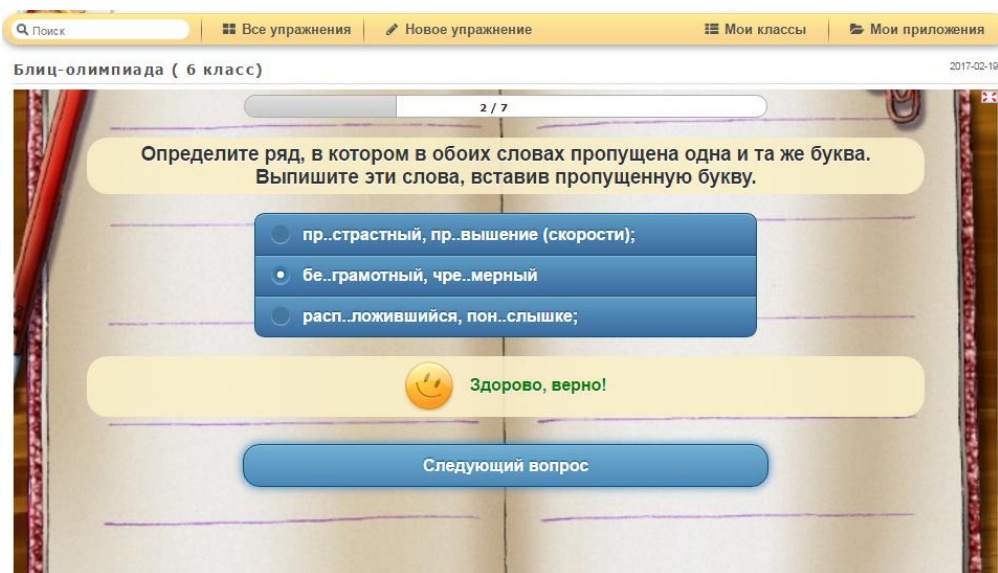 Поиск
Все упражнения
Новое упражнение
Мои классы
Мои приложения
Блиц-олимпиада ( 6 класс)
2017-02-19
2 / 7
Определите ряд, в котором в обоих словах пропущена одна и та же буква.
Выпишите эти слова, вставив пропущенную букву.
пр..страстный, пр..вышение (скорости);
бе..грамотный, чре..мерный
расп..ложившийся, пон..слышке;
Здорово, верно!
Следующий вопрос